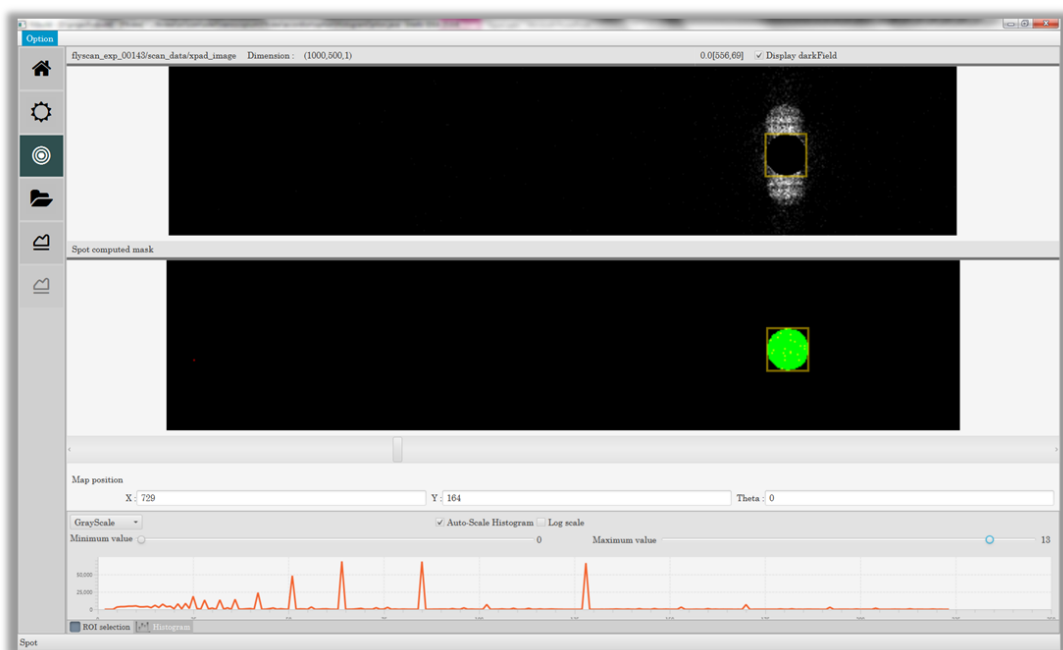 Option
flyscan_exp_00143/scan_data/xpad_image Dimension : (1000,500,1) 0.0[556,69] Display darkField
Spot computed mask
Map position
X : 729 Y : 164 Theta : 0
GrayScale Auto-Scale Histogram Log scale
Minimum value 0 Maximum value 13
50,000
25,000
0
ROI selection Histogram
Spot